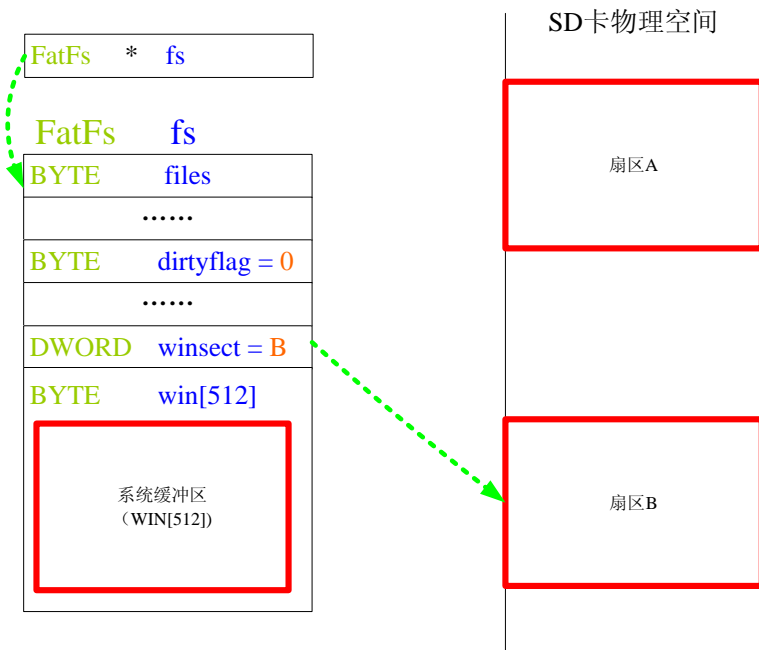 SD卡物理空间
FatFs * fs
FatFs fs
BYTE files
……
BYTE dirtyflag = 0
……
DWORD winsect = B
BYTE win[512]
系统缓冲区
（WIN[512])
扇区A
扇区B